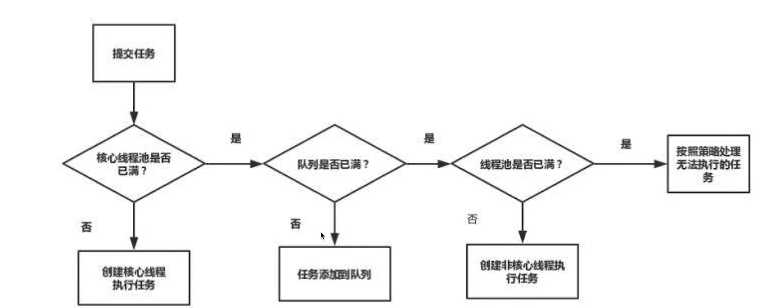 提交任务
核心线程池是否
已满？
是
队列是否已满？
是
线程池是否已满？
是
按照策略处理
无法执行的任
务
否
创建核心线程
执行任务
否
任务添加到队列
否
创建非核心线程执
行任务